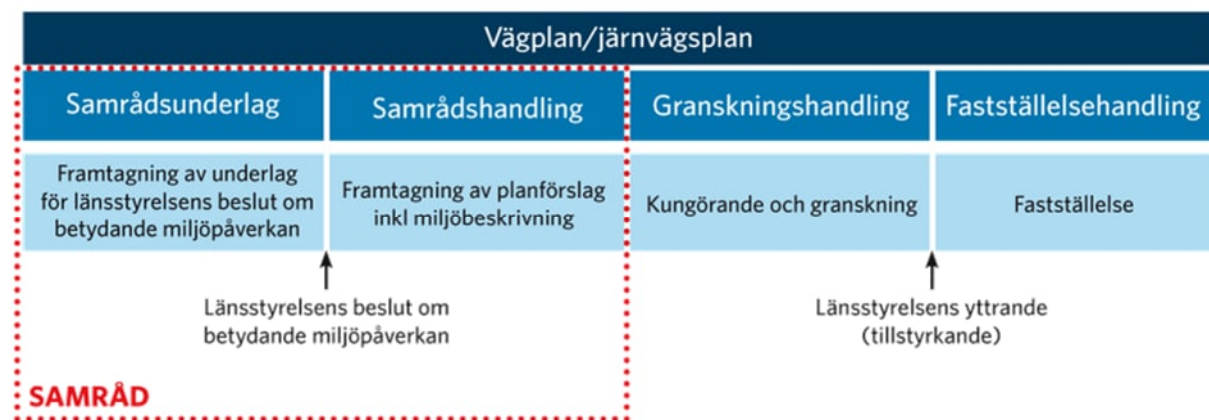 Vägplan/järnvägsplan
Samrådsunderlag
Samrådshandling
Granskningshandling
Fastställelsehandling
Framtagning av underlag
för länsstyrelsens beslut om
betydande miljöpåverkan
Framtagning av planförslag
inkl miljöbeskrivning
Kungörande och granskning
Fastställelse
Länsstyrelsens beslut om
betydande miljöpåverkan
Länsstyrelsens yttrande
(tillstyrkande)
SAMRÅD